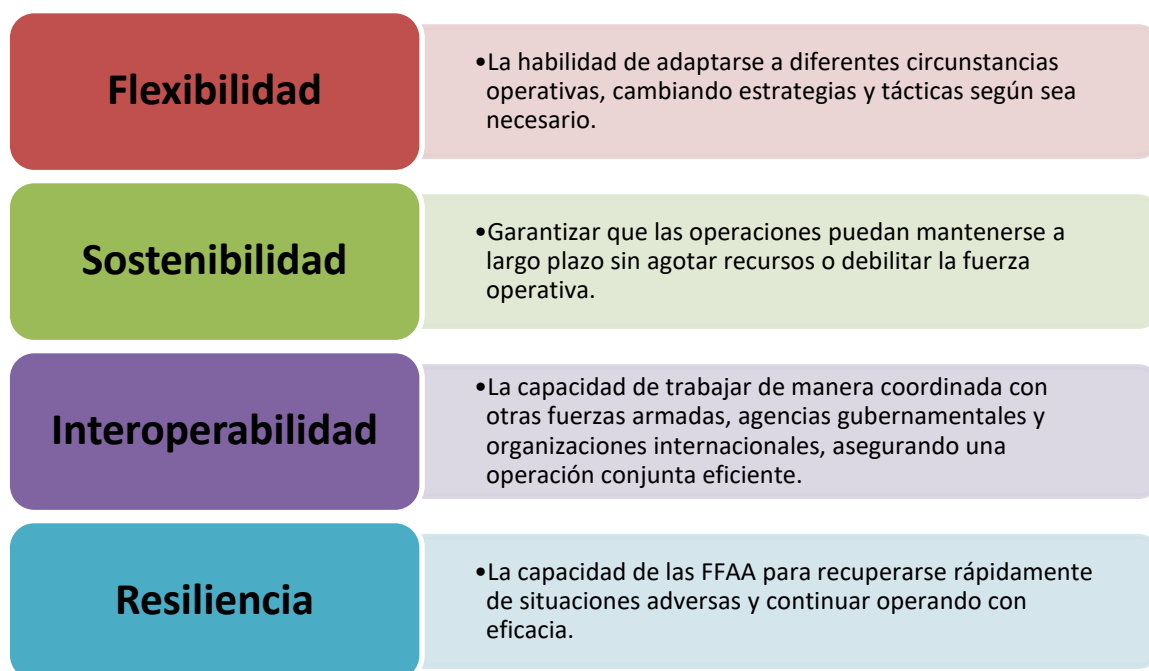 Flexibilidad
•La habilidad de adaptarse a diferentes circunstancias
operativas, cambiando estrategias y tácticas según sea
necesario.
Sostenibilidad
•Garantizar que las operaciones puedan mantenerse a
largo plazo sin agotar recursos o debilitar la fuerza
operativa.
Interoperabilidad
•La capacidad de trabajar de manera coordinada con
otras fuerzas armadas, agencias gubernamentales y
organizaciones internacionales, asegurando una
operación conjunta eficiente.
Resiliencia
•La capacidad de las FFAA para recuperarse rápidamente
de situaciones adversas y continuar operando con
eficacia.